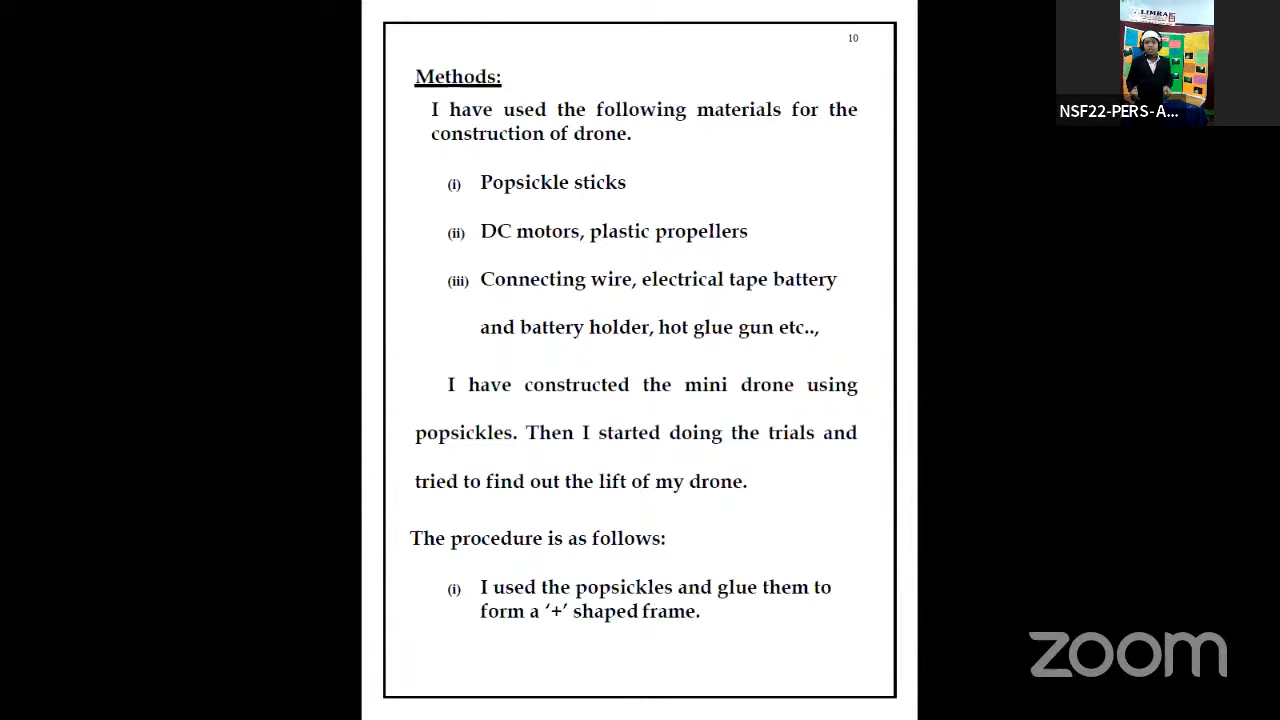 10
LIMRA
Methods:
I have used the following materials for the
construction of drone.
(i) Popsickle sticks
(ii) DC motors, plastic propellers
(iii) Connecting wire, electrical tape battery
and battery holder, hot glue gun etc..,
I have constructed the mini drone using
popsickles. Then I started doing the trials and
tried to find out the lift of my drone.
The procedure is as follows:
(i) I used the popsickles and glue them to
form a ‘+’ shaped frame.
NSF22-PERS-A...
zoom